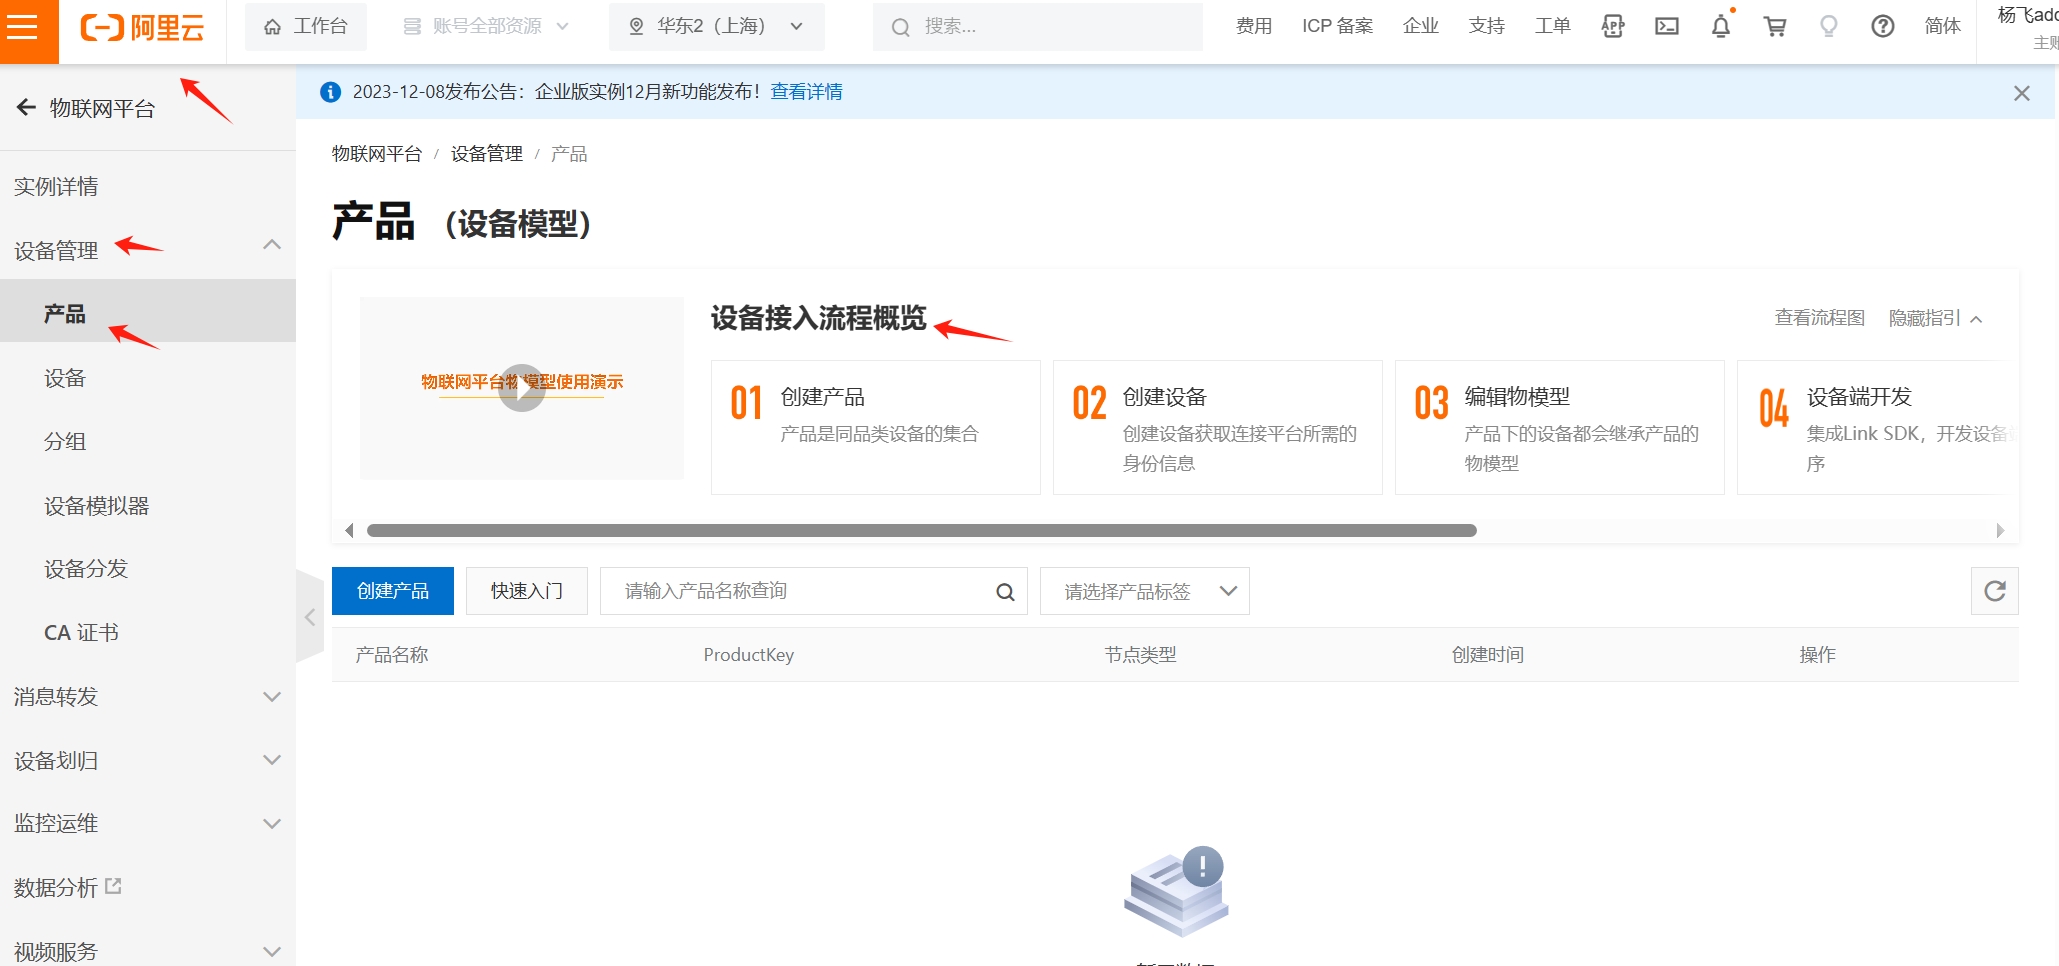 阿里云
工作台
账号全部资源
华东2（上海）
搜索...
费用
ICP 备案
企业
支持
工单
简体
杨飞
物联网平台
实例详情
设备管理
产品
设备
分组
设备模拟器
设备分发
CA 证书
消息转发
设备划归
监控运维
数据分析
视频服务
2023-12-08发布公告：企业版实例12月新功能发布！查看详情
物联网平台 / 设备管理 / 产品
产品 （设备模型）
物联网平台物模型使用演示
设备接入流程概览
查看流程图
隐藏指引
01 创建产品
产品是同品类设备的集合
02 创建设备
创建设备获取连接平台所需的
身份信息
03 编辑物模型
产品下的设备都会继承产品的
物模型
04 设备端开发
集成Link SDK，开发设备
序
创建产品
快速入门
请输入产品名称查询
请选择产品标签
产品名称
ProductKey
节点类型
创建时间
操作